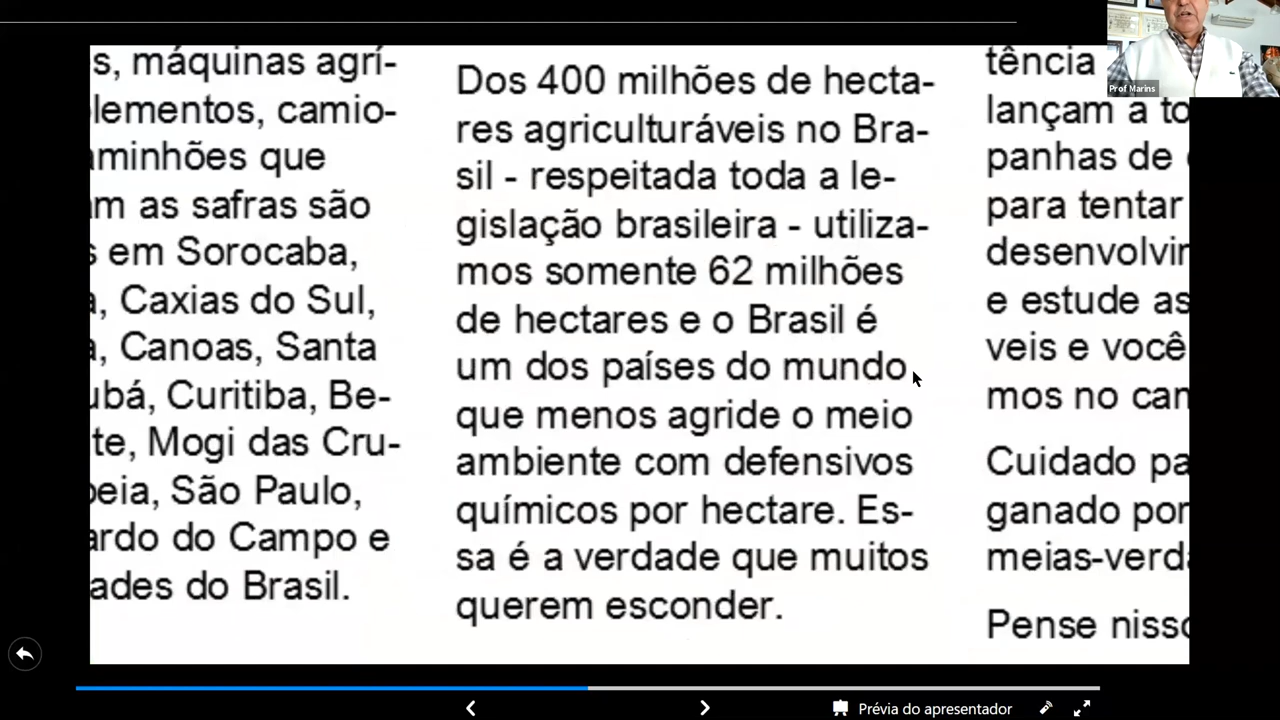 s, máquinas agrí-
lementos, camio-
aminhões que
am as safras são
s em Sorocaba,
a, Caxias do Sul,
a, Canoas, Santa
ubá, Curitiba, Be-
te, Mogi das Cru-
peia, São Paulo,
ardo do Campo e
ades do Brasil.
Dos 400 milhões de hecta-
res agriculturáveis no Bra-
sil - respeitada toda a le-
gislação brasileira - utiliza-
mos somente 62 milhões
de hectares e o Brasil é
um dos países do mundo
que menos agride o meio
ambiente com defensivos
químicos por hectare. Es-
sa é a verdade que muitos
querem esconder.
tência
lançam a to
panhas de
para tentar
desenvolvin
e estude as
veis e você
mos no can
Cuidado pa
ganado por
meias-verda
Pense nisso
Prof Marins
Prévia do apresentador